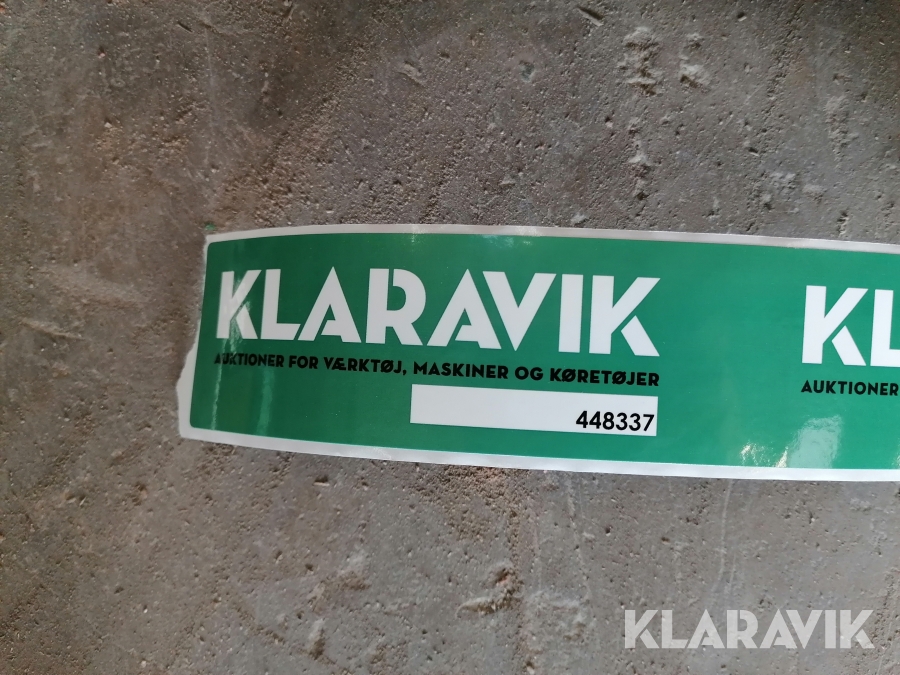 KLARAVIK
AUKTIONER FOR VÆRKTØJ, MASKINER OG KØRETØJER
448337
KL
AUKTIONER
KLARAVIK